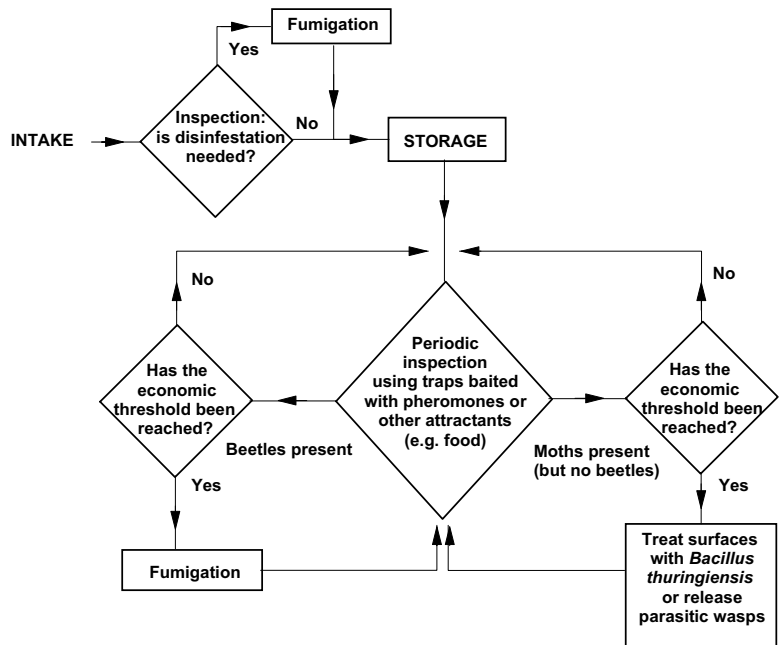 Fumigation
Yes
Inspection:
is disinfestation
needed?
No
INTAKE
STORAGE
No
No
Has the
economic
threshold been
reached?
Periodic
inspection
using traps baited
with pheromones or
other attractants
(e.g. food)
Has the
economic
threshold been
reached?
Beetles present
Moths present
(but no beetles)
Yes
Yes
Fumigation
Treat surfaces
with Bacillus
thuringiensis
or release
parasitic wasps